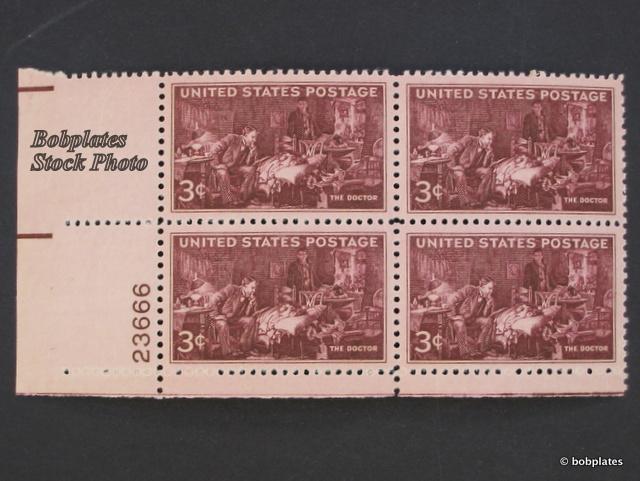 Bobplates
Stock Photo
UNITED STATES POSTAGE
3¢
THE DOCTOR
UNITED STATES POSTAGE
3¢
THE DOCTOR
UNITED STATES POSTAGE
3¢
THE DOCTOR
UNITED STATES POSTAGE
3¢
THE DOCTOR
23666
© bobplates